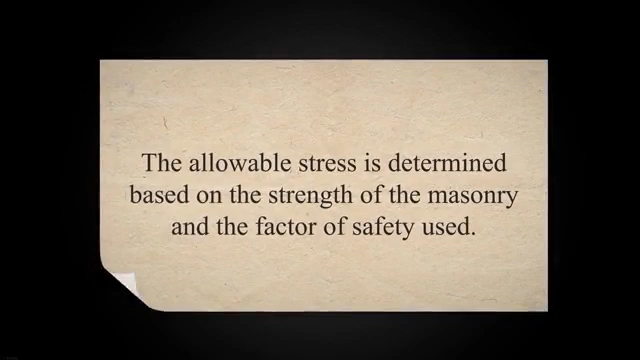 The allowable stress is determined
based on the strength of the masonry
and the factor of safety used.